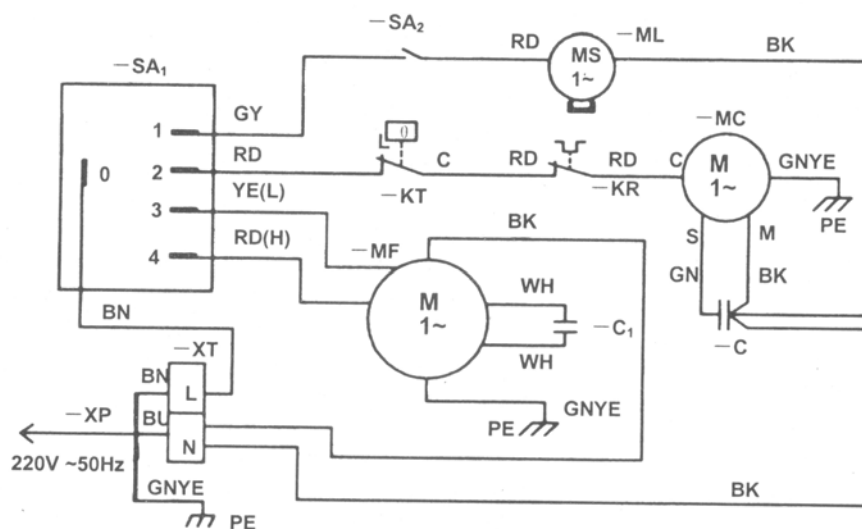 —SA₂
RD
MS
1~
—ML
BK
—SA₁
1
GY
2
RD
0
3
YE(L)
4
RD(H)
BN
L
0
C
—KT
RD
RD
—KR
C
—MC
M
1~
GNYE
PE
S
M
GN
BK
—C
—MF
BK
M
1~
WH
—C₁
WH
GNYE
PE
—XT
BN
L
—XP
BU
N
220V ~50Hz
GNYE
PE
BK